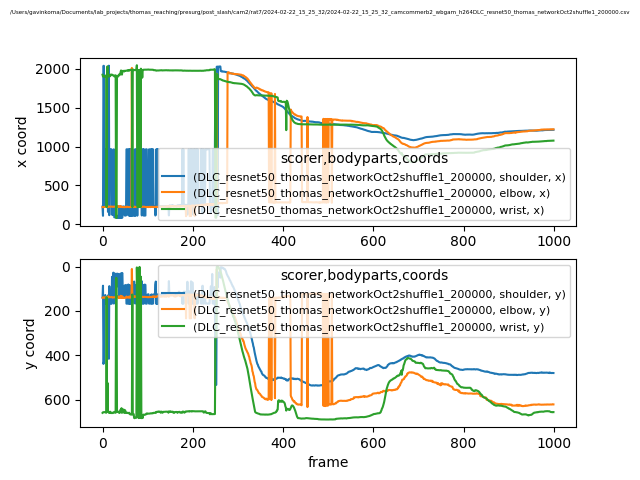 /Users/gavinkoma/Documents/lab_projects/thomas_reaching/presurg/post_slash/cam2/rat7/2024-02-22_15_25_32/2024-02-22_15_25_32_camcommerb2_wbgam_h264DLC_resnet50_thomas_networkOct2shuffle1_200000.csv
2000
1500
1000
500
0
x coord
scorer,bodyparts,coords
(DLC_resnet50_thomas_networkOct2shuffle1_200000, shoulder, x)
(DLC_resnet50_thomas_networkOct2shuffle1_200000, elbow, x)
(DLC_resnet50_thomas_networkOct2shuffle1_200000, wrist, x)
0 200 400 600 800 1000
0
200
400
600
y coord
scorer,bodyparts,coords
(DLC_resnet50_thomas_networkOct2shuffle1_200000, shoulder, y)
(DLC_resnet50_thomas_networkOct2shuffle1_200000, elbow, y)
(DLC_resnet50_thomas_networkOct2shuffle1_200000, wrist, y)
0 200 400 600 800 1000
frame